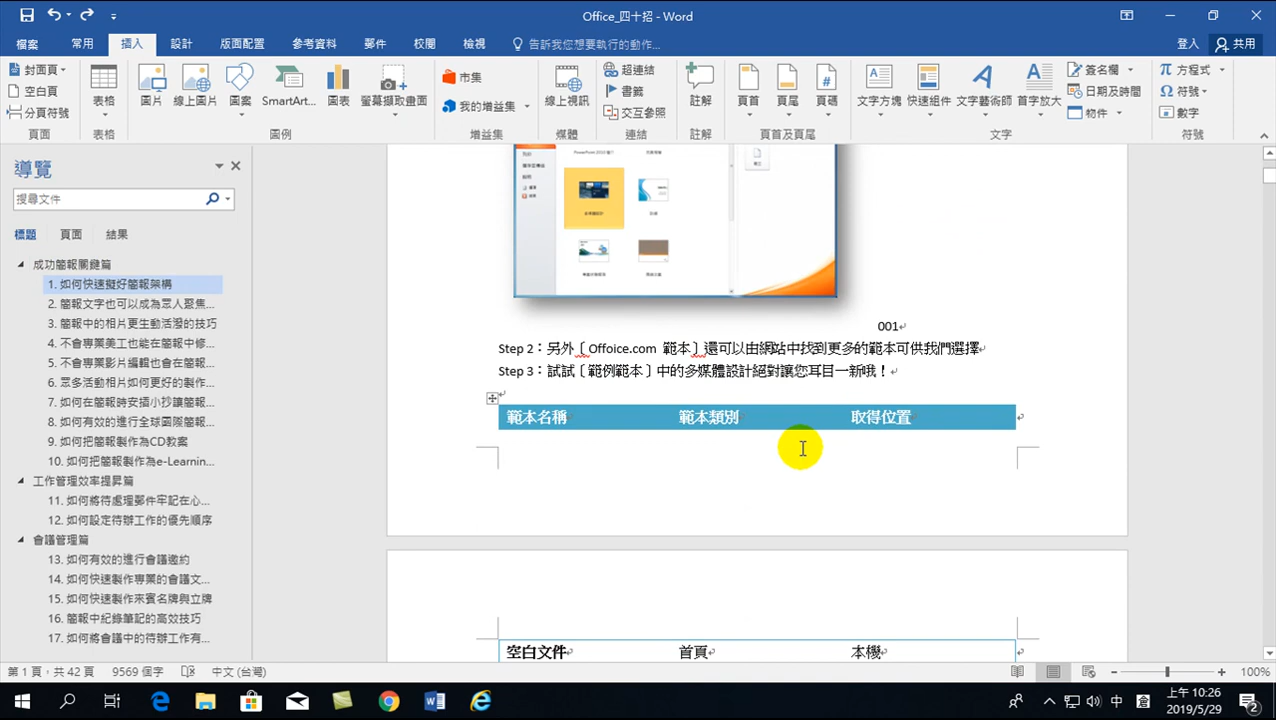 Office_四十招 - Word
檔案 常用 插入 設計 版面配置 參考資料 郵件 校閱 檢視 告訴我您想要執行的動作... 登入 共用
封面頁
空白頁
分頁符號
頁面
表格
表格
圖片 線上圖片 圖案 SmartArt... 圖表 螢幕擷取畫面
圖例
市集
我的增益集
增益集
線上視訊
媒體
超連結
書籤
交互參照
連結
註解
註解
頁首 頁尾 頁碼
頁首及頁尾
文字方塊 快速組件 文字藝術師 首字放大
簽名欄
日期及時間
物件
文字
方程式
符號
數字
符號
導覽
搜尋文件
標題 頁面 結果
成功簡報關鍵篇
1. 如何快速擬好簡報架構
2. 簡報文字也可以成為眾人聚焦...
3. 簡報中的相片更生動活潑的技巧
4. 不會專業美工也能在簡報中修...
5. 不會專業影片編輯也會在簡報...
6. 眾多活動相片如何更好的製作...
7. 如何在簡報時安插小抄讓簡報...
8. 如何有效的進行全球團隊簡報...
9. 如何把簡報製作為CD教案
10. 如何把簡報製作為e-Learnin...
工作管理效率提昇篇
11. 如何將待處理郵件牢記在心...
12. 如何設定待辦工作的優先順序
會議管理篇
13. 如何有效的進行會議邀約
14. 如何快速製作專業的會議文...
15. 如何快速製作來賓名牌與立牌
16. 簡報中紀錄筆記的高效技巧
17. 如何將會議中的待辦工作有...
001
Step 2：另外〔Offoice.com 範本〕還可以由網站中找到更多的範本可供我們選擇
Step 3：試試〔範例範本〕中的多媒體設計絕對讓您耳目一新哦！
範本名稱 範本類別 取得位置
空白文件 首頁 本機
第 1 頁，共 42 頁 9569 個字 中文 (台灣) 100%
中
上午 10:26
2019/5/29
2